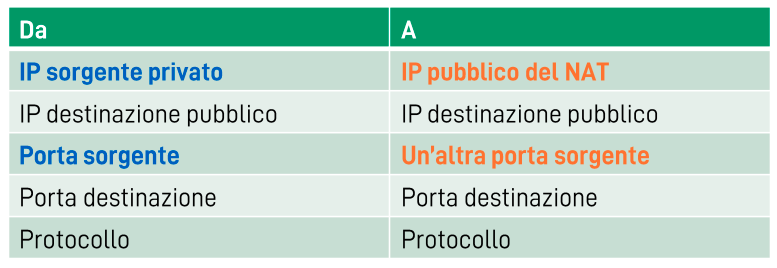 Da A
IP sorgente privato IP pubblico del NAT
IP destinazione pubblico IP destinazione pubblico
Porta sorgente Un'altra porta sorgente
Porta destinazione Porta destinazione
Protocollo Protocollo